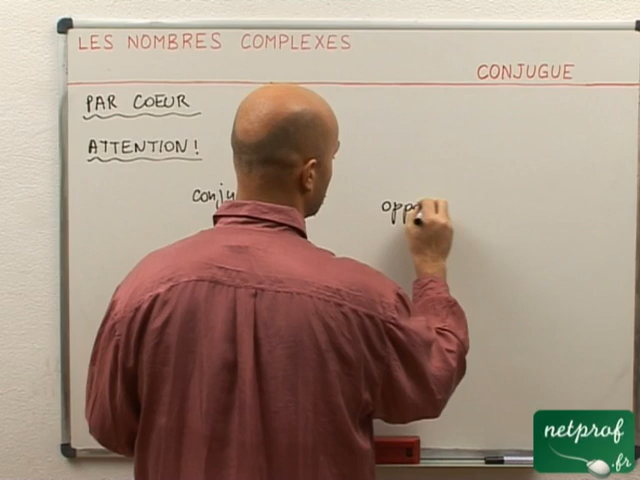 LES NOMBRES COMPLEXES
CONJUGUE
PAR COEUR
ATTENTION!
netprof
.fr